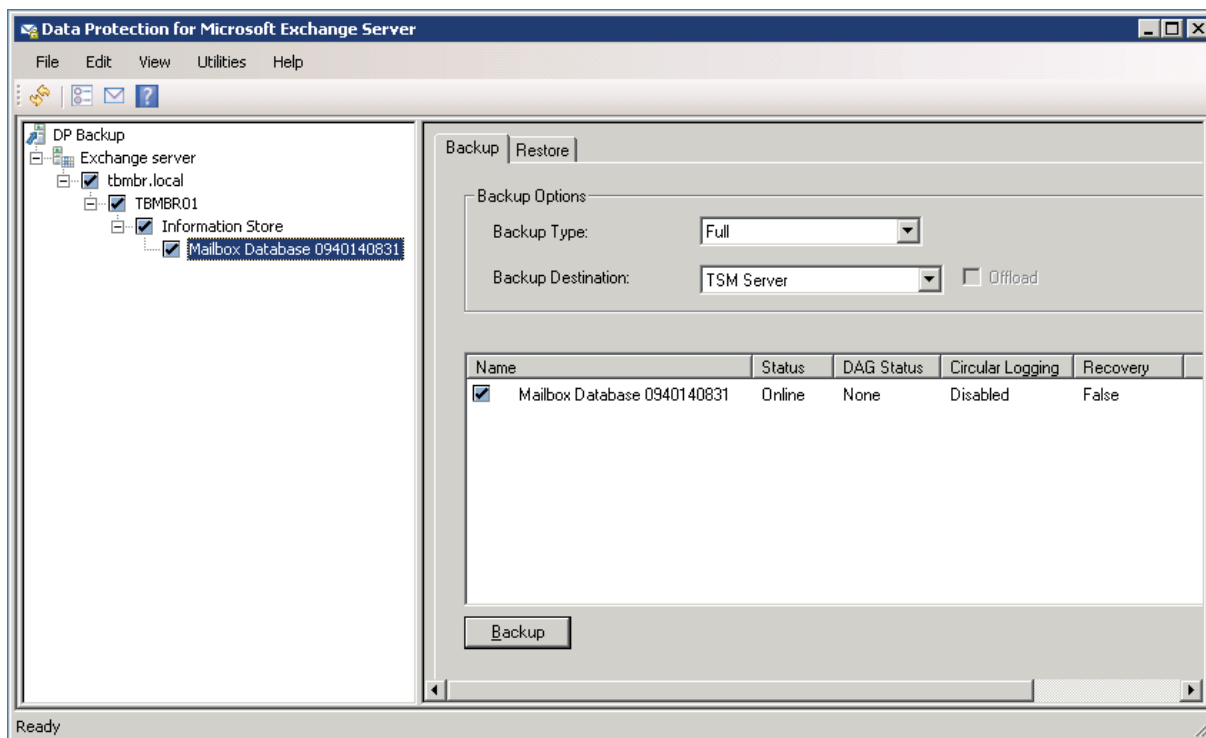 Data Protection for Microsoft Exchange Server
File Edit View Utilities Help
DP Backup
Exchange server
tbmbr.local
TBMBR01
Information Store
Mailbox Database 0940140831
Backup Restore
Backup Options
Backup Type: Full
Backup Destination: TSM Server Offload
Name Status DAG Status Circular Logging Recovery
Mailbox Database 0940140831 Online None Disabled False
Backup
Ready